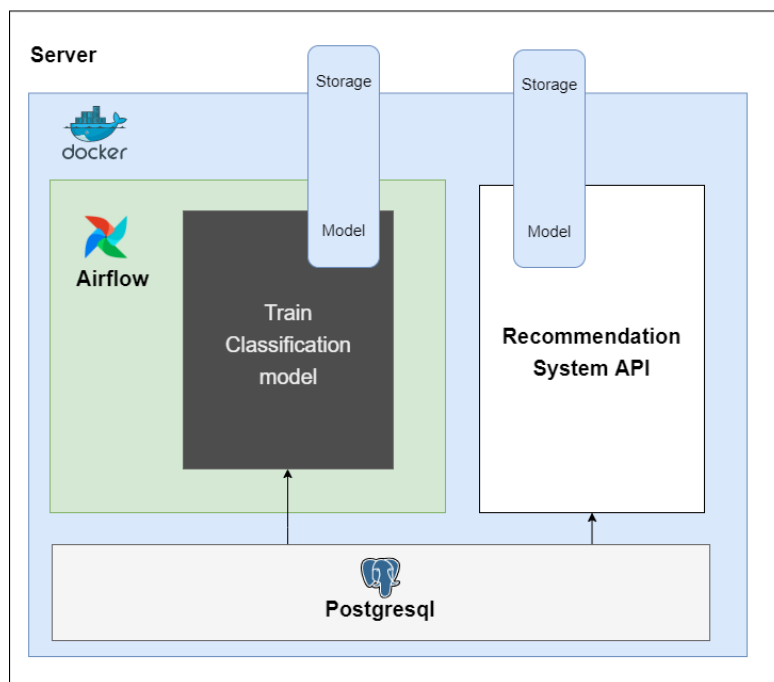 Server
Storage
Storage
docker
Model
Model
Airflow
Train
Classification
model
Recommendation
System API
Postgresql